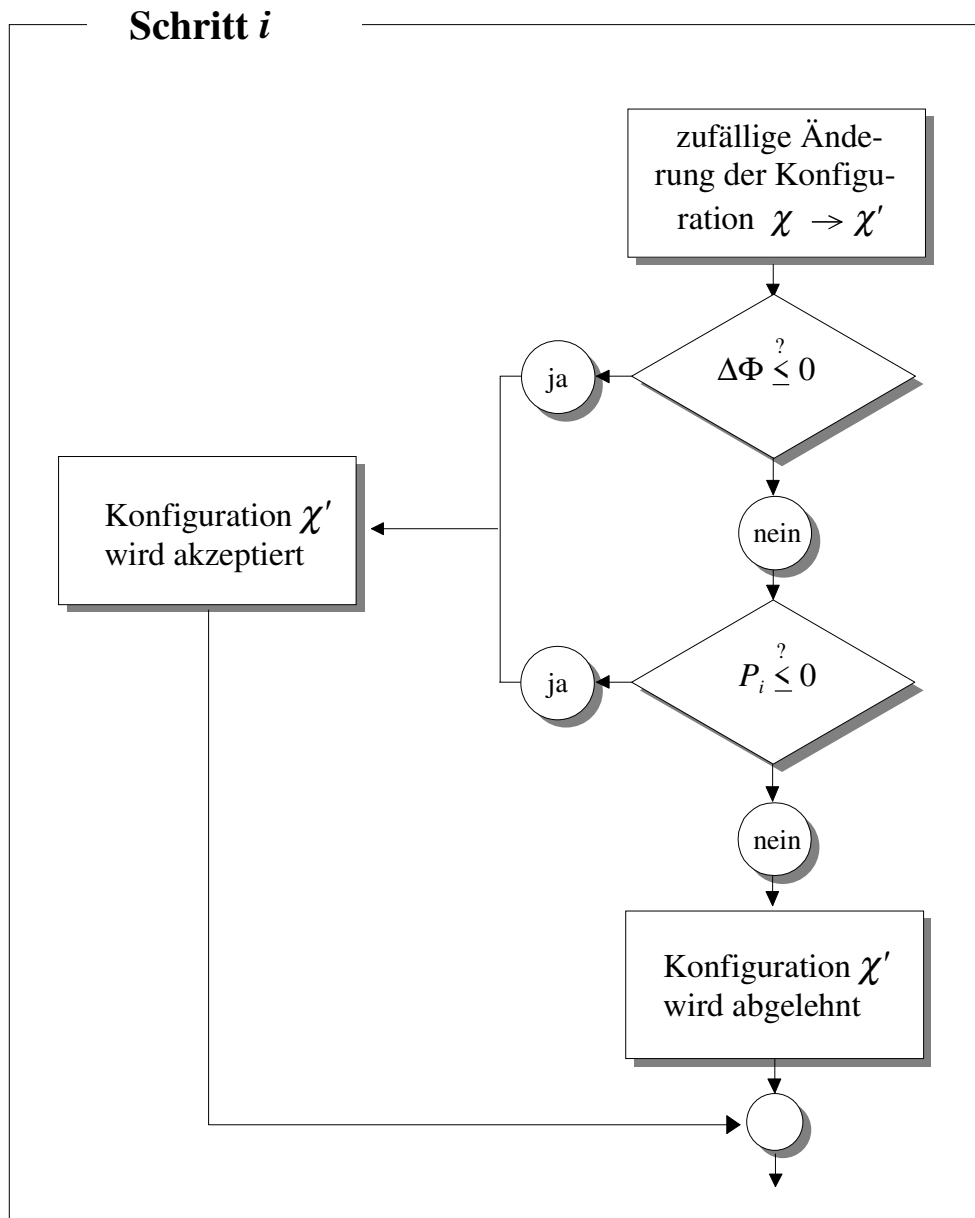 Schritt i
zufällige Ände-
rung der Konfigu-
ration χ → χ′
?
ΔΦ ≤ 0
ja
nein
Konfiguration χ′
wird akzeptiert
?
P_i ≤ 0
ja
nein
Konfiguration χ′
wird abgelehnt